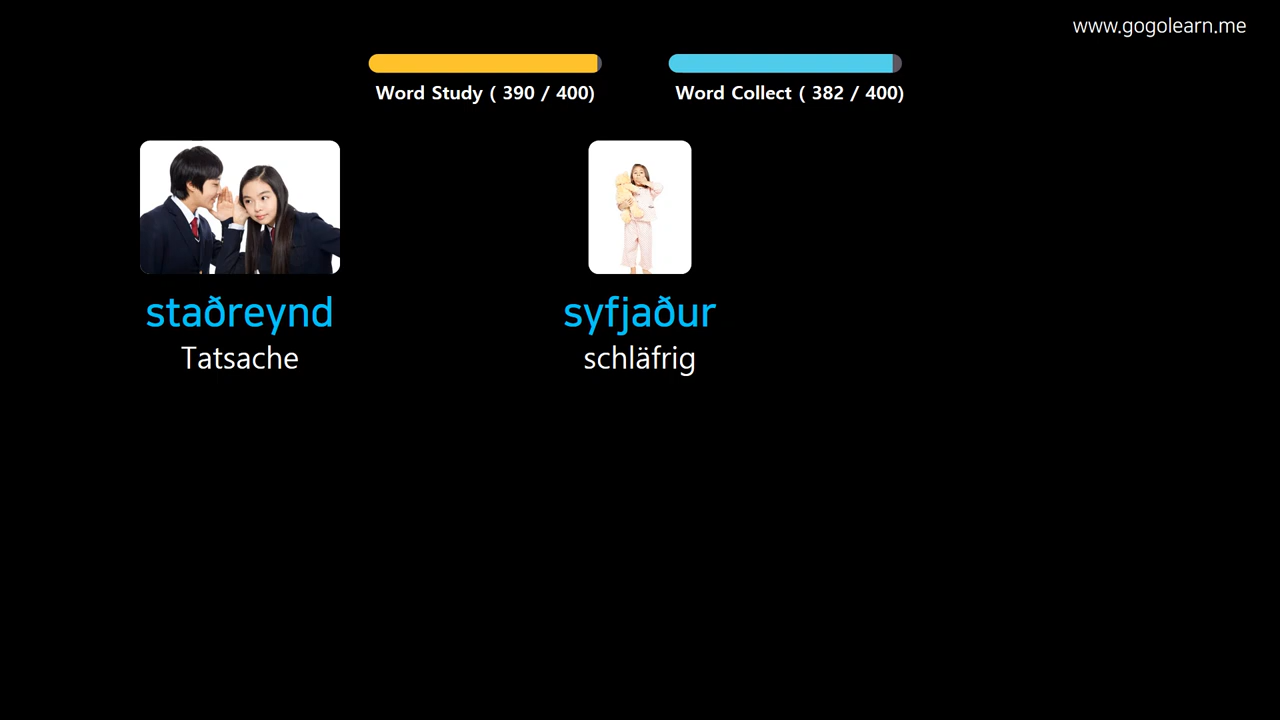 www.gogolearn.me
Word Study ( 390 / 400)
Word Collect ( 382 / 400)
staðreynd
Tatsache
syfjaður
schläfrig